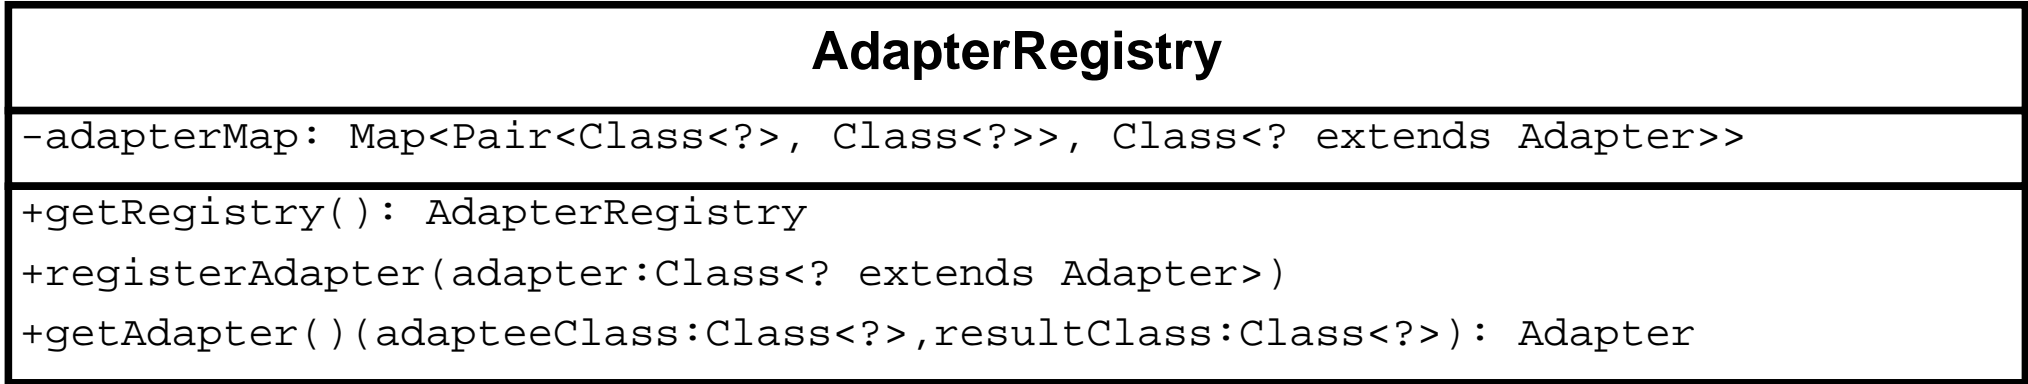 AdapterRegistry
-adapterMap: Map<Pair<Class<?>, Class<?>>, Class<? extends Adapter>>
+getRegistry(): AdapterRegistry
+registerAdapter(adapter:Class<? extends Adapter>)
+getAdapter()(adapteeClass:Class<?>,resultClass:Class<?>): Adapter